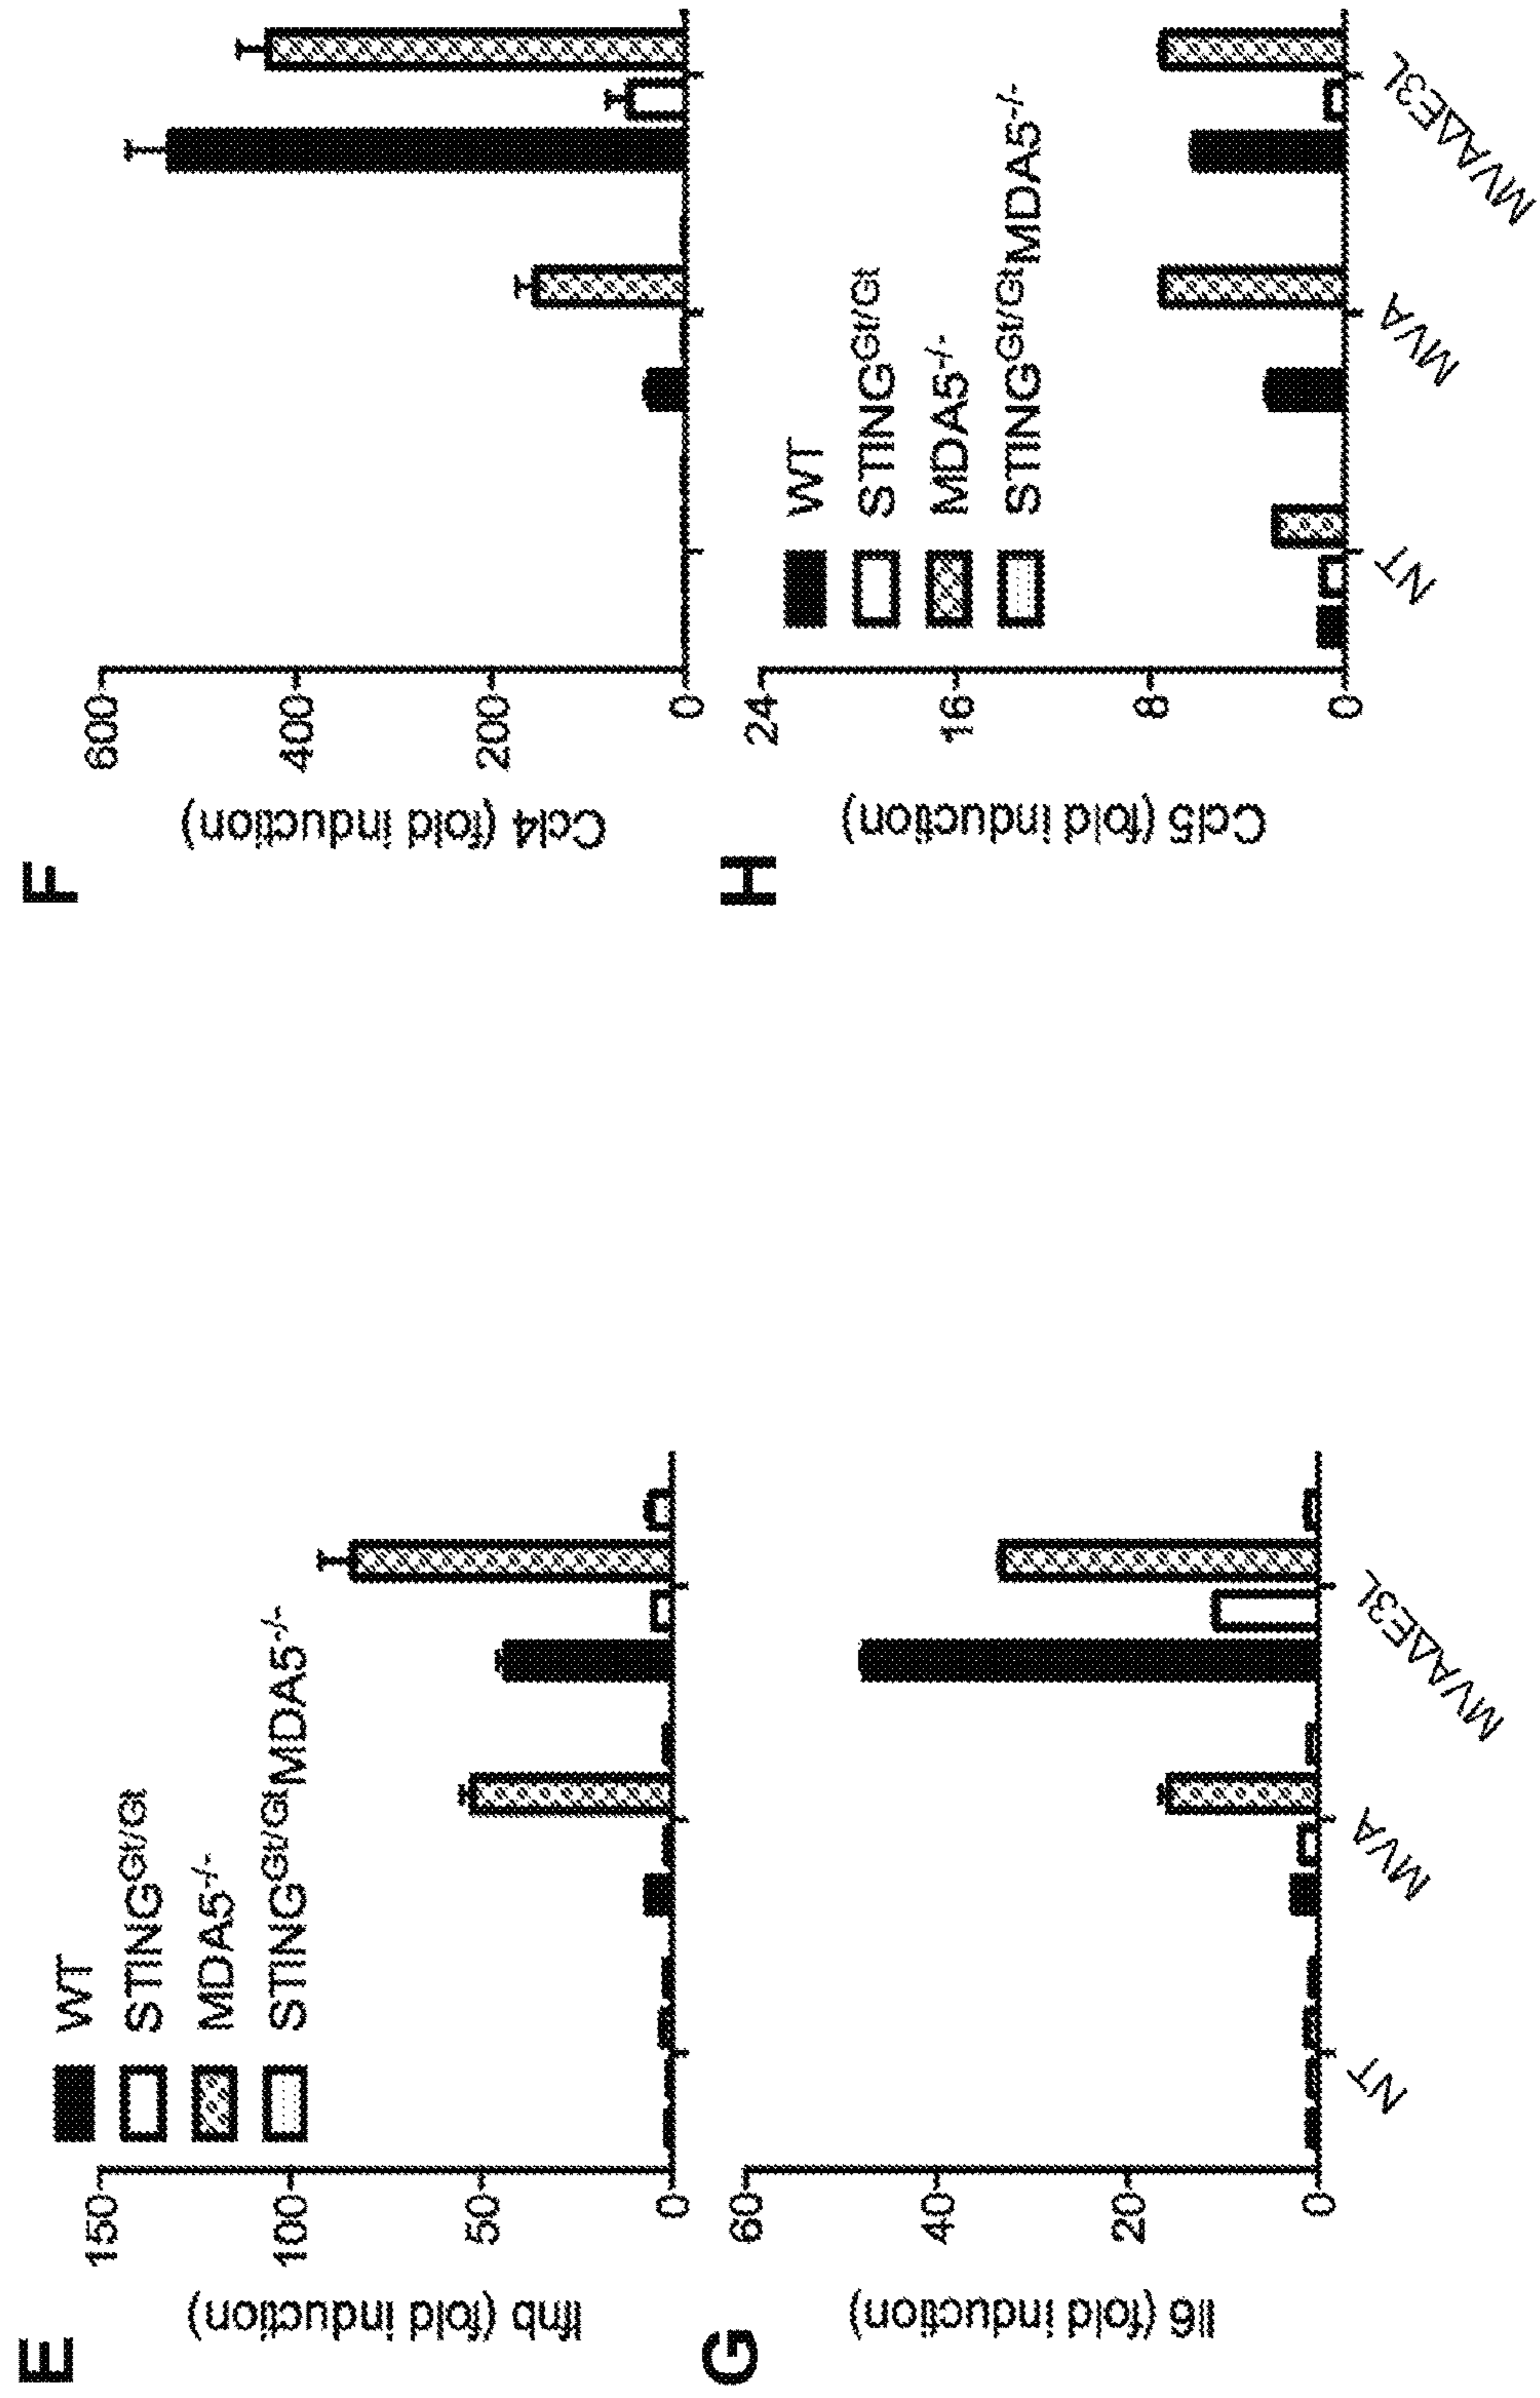 E
Ifnb (fold induction)
150
100
50
0
WT
STING^Gt/Gt
MDA5^-/-
STING^Gt/Gt MDA5^-/-
F
Ccl4 (fold induction)
600
400
200
0
G
Il6 (fold induction)
60
40
20
0
NT
MVA
MVAΔE3L
H
Ccl5 (fold induction)
24
16
8
0
WT
STING^Gt/Gt
MDA5^-/-
STING^Gt/Gt MDA5^-/-
NT
MVA
MVAΔE3L